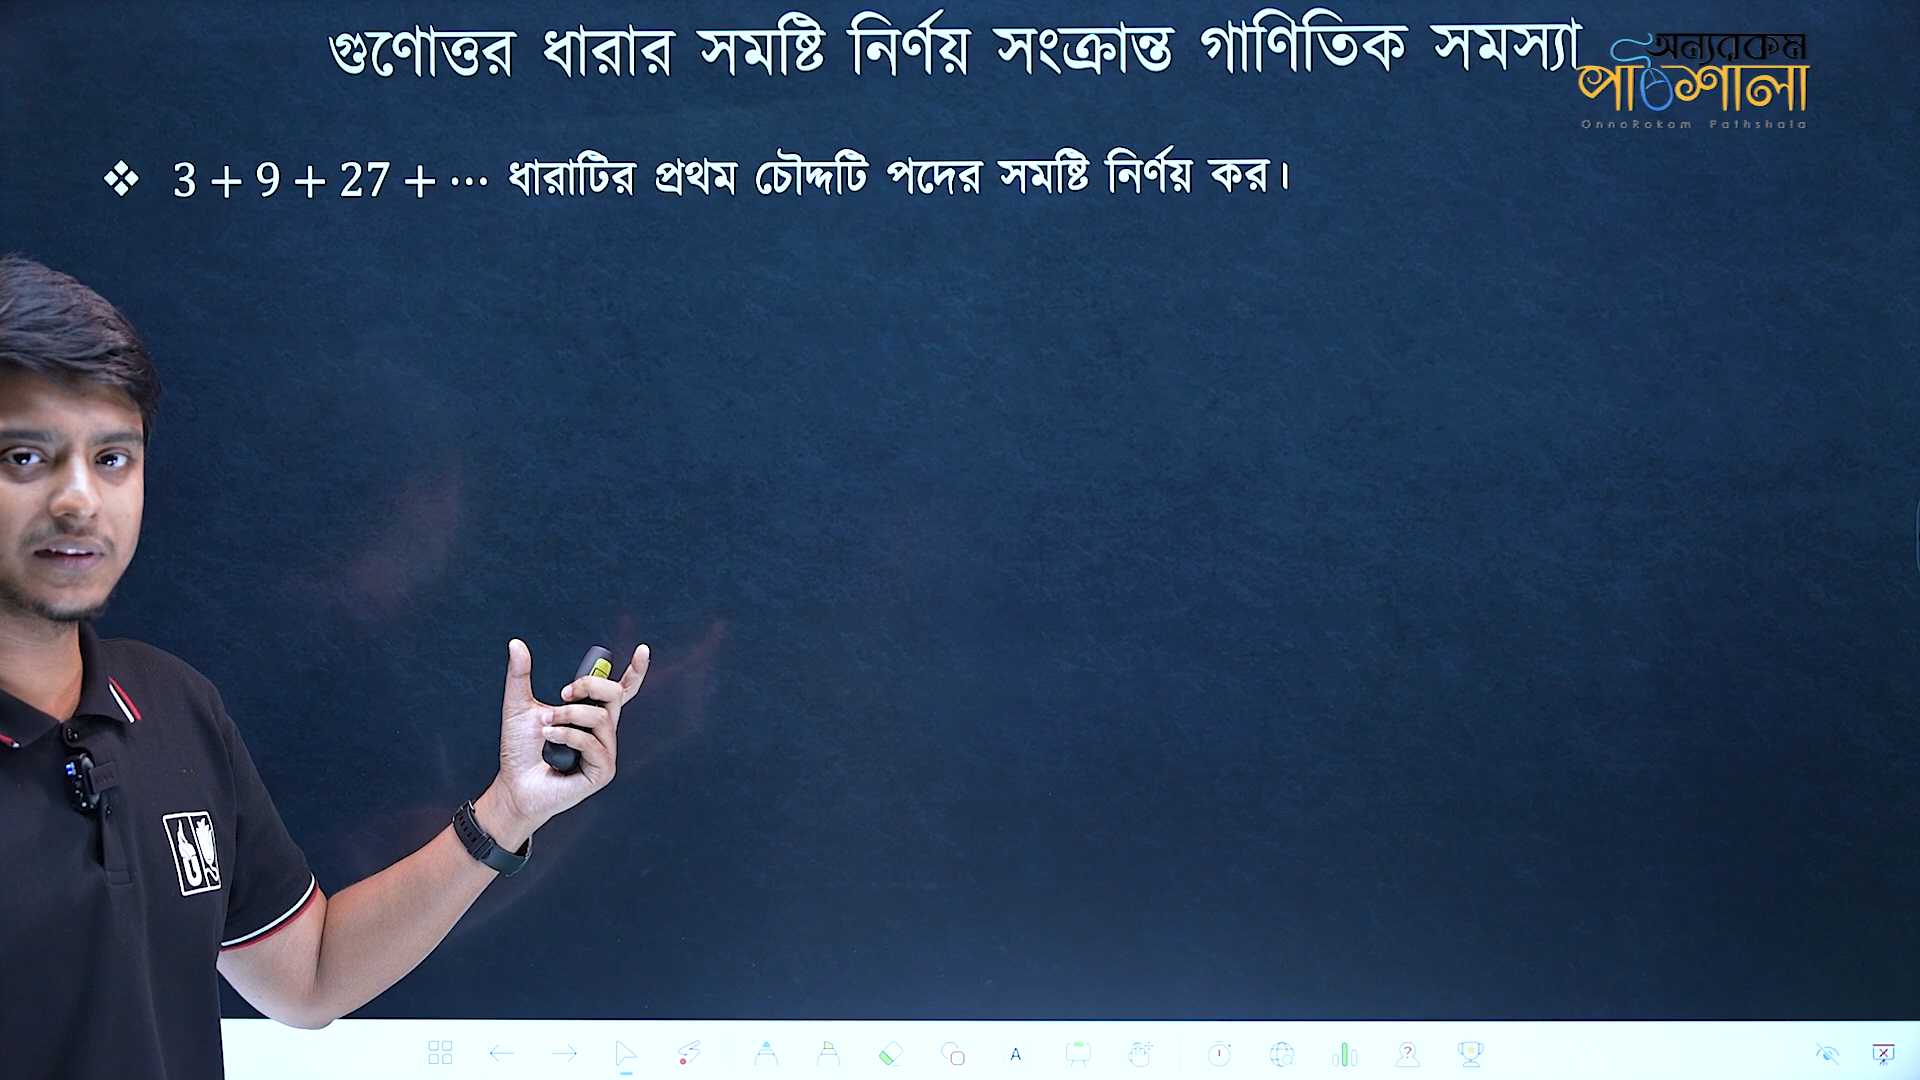 গুণোত্তর ধারার সমষ্টি নির্ণয় সংক্রান্ত গাণিতিক সমস্যা
অন্যরকম
পাঠশালা
OnnoRokom Pathshala
❖ 3 + 9 + 27 + ⋯ ধারাটির প্রথম চৌদ্দটি পদের সমষ্টি নির্ণয় কর।
A